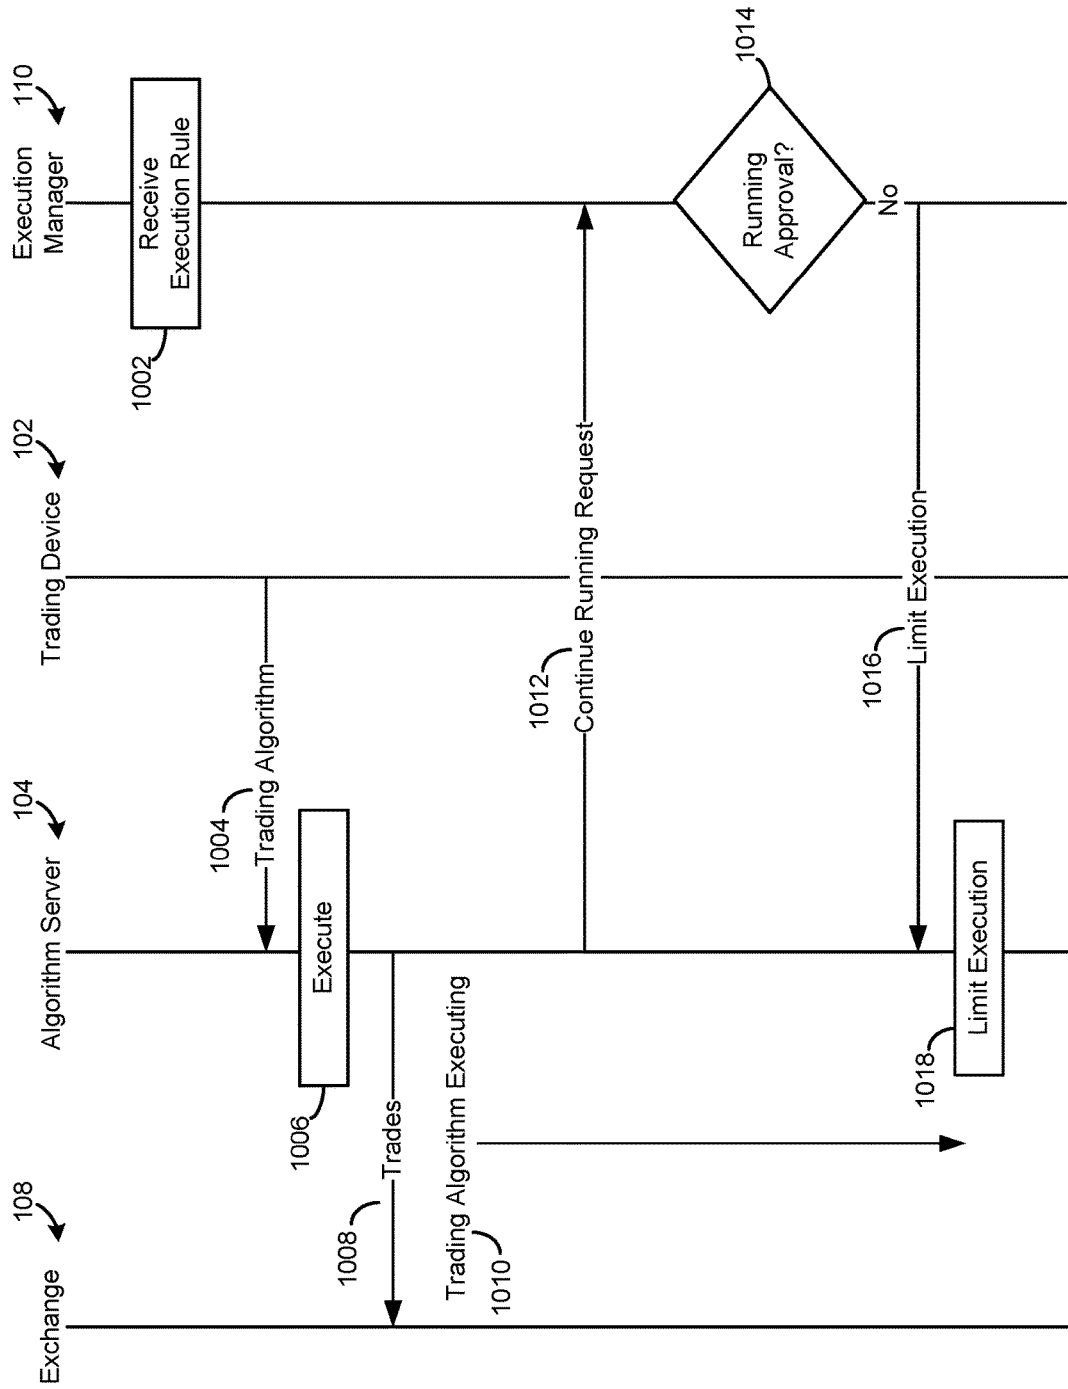 Exchange
108
Algorithm Server
104
Trading Device
102
Execution
Manager
110
1002
Receive
Execution Rule
1004
Trading Algorithm
1006
Execute
1008
Trades
Trading Algorithm Executing
1010
1012
Continue Running Request
1014
Running
Approval?
No
1016
Limit Execution
1018
Limit Execution